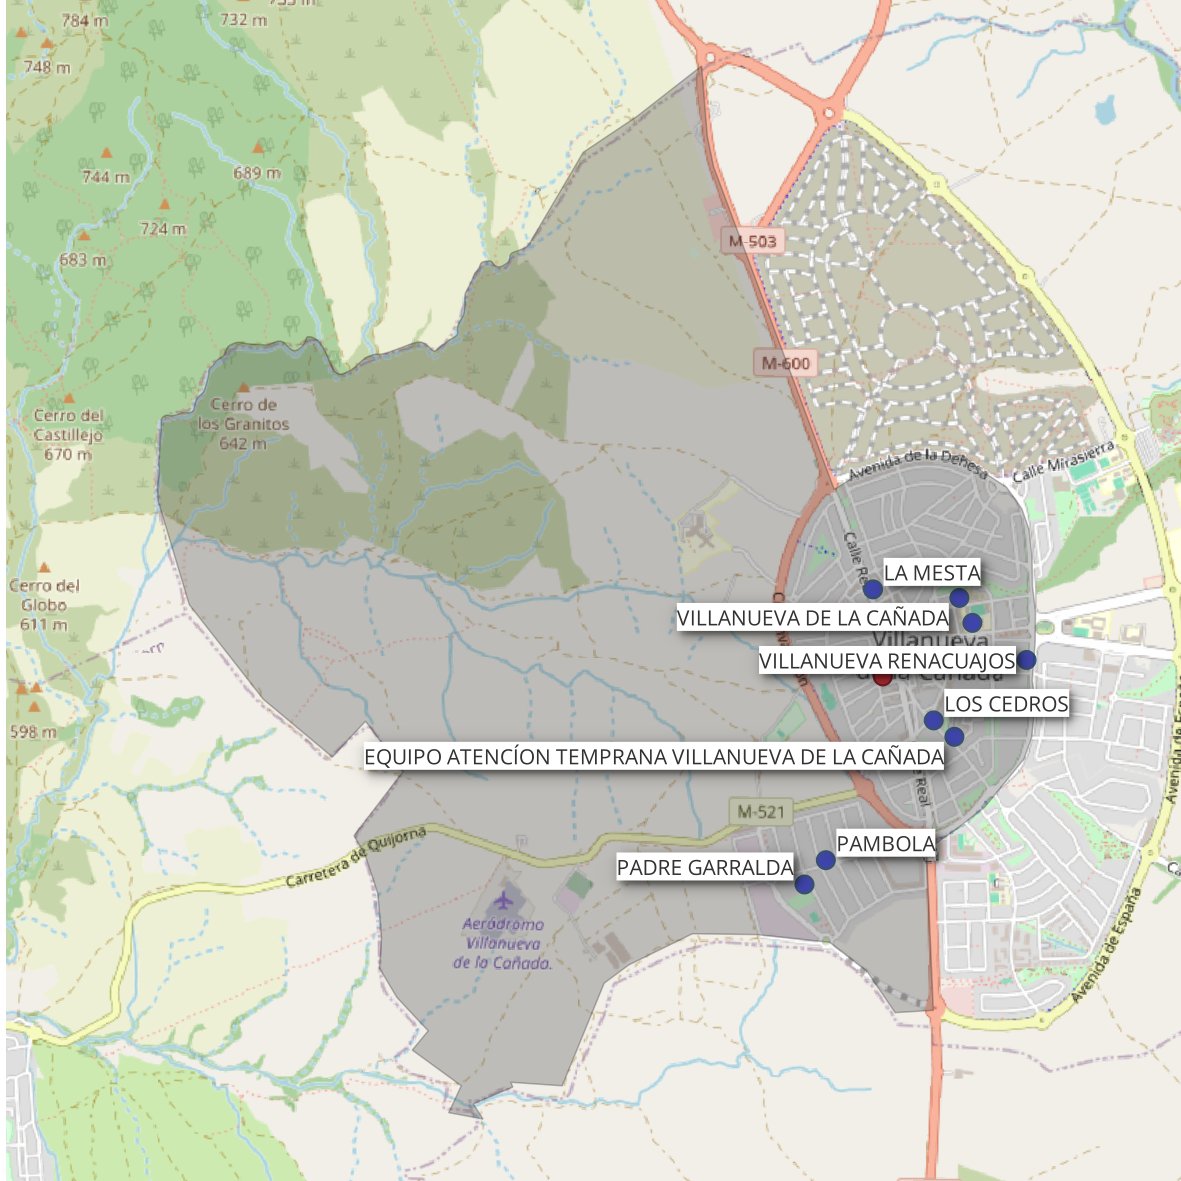 784 m
732 m
748 m
744 m
689 m
724 m
683 m
M-503
M-600
Cerro de
los Granitos
642 m
Cerro del
Castillejo
670 m
Avenida de la Dehesa
Calle Mirasierra
Cerro del
Globo
611 m
LA MESTA
VILLANUEVA DE LA CAÑADA
Villanueva
VILLANUEVA RENACUAJOS
LOS CEDROS
598 m
EQUIPO ATENCÍON TEMPRANA VILLANUEVA DE LA CAÑADA
M-521
Carretera de Quijorna
PAMBOLA
PADRE GARRALDA
Aeródromo
Villanueva
de la Cañada.
Avenida de España